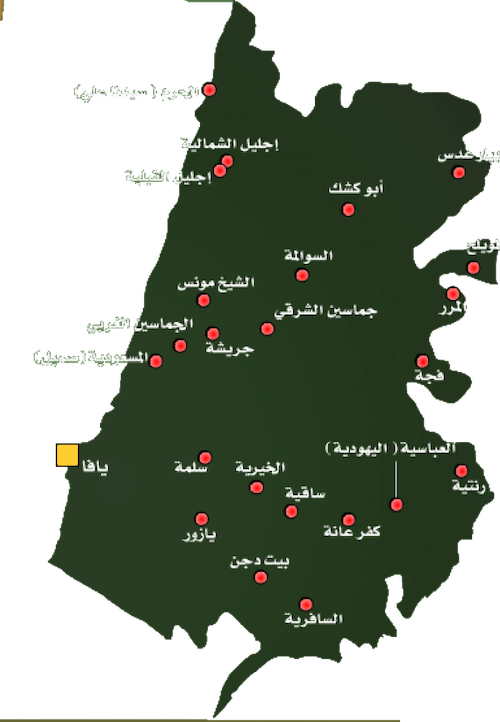 الحرم (سيدنا علي)
إجليل الشمالية
إجليل القبلية
بيار عدس
أبو كشك
السوالمة
الشيخ مونس
جماسين الشرقي
الجماسين الغربي
جريشة
المسعودية (صميل)
المرر
فجة
العباسية (اليهودية)
يافا
سلمة
الخيرية
رنتية
ساقية
يازور
كفر عانة
بيت دجن
السافرية